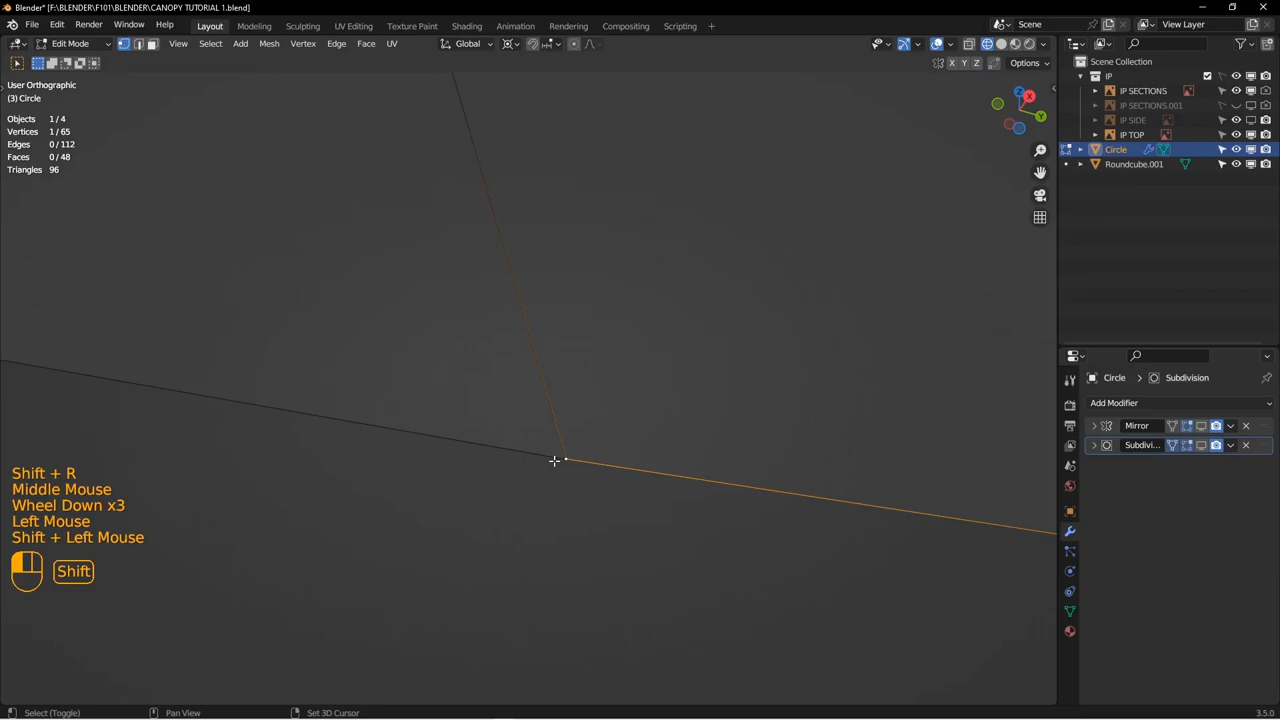 Blender* [F:\BLENDER\F101\BLENDER\CANOPY TUTORIAL 1.blend]
File Edit Render Window Help Layout Modeling Sculpting UV Editing Texture Paint Shading Animation Rendering Compositing Scripting Scene View Layer
Edit Mode View Select Add Mesh Vertex Edge Face UV Global
X Y Z Options
User Orthographic
(3) Circle
Objects 1 / 4
Vertices 1 / 65
Edges 0 / 112
Faces 0 / 48
Triangles 96
Z X Y
Scene Collection
IP
IP SECTIONS
IP SECTIONS.001
IP SIDE
IP TOP
Circle
Roundcube.001
Circle > Subdivision
Add Modifier
Mirror
Subdivi...
Shift + R
Middle Mouse
Wheel Down x3
Left Mouse
Shift + Left Mouse
Shift
Select (Toggle) Pan View Set 3D Cursor 3.5.0